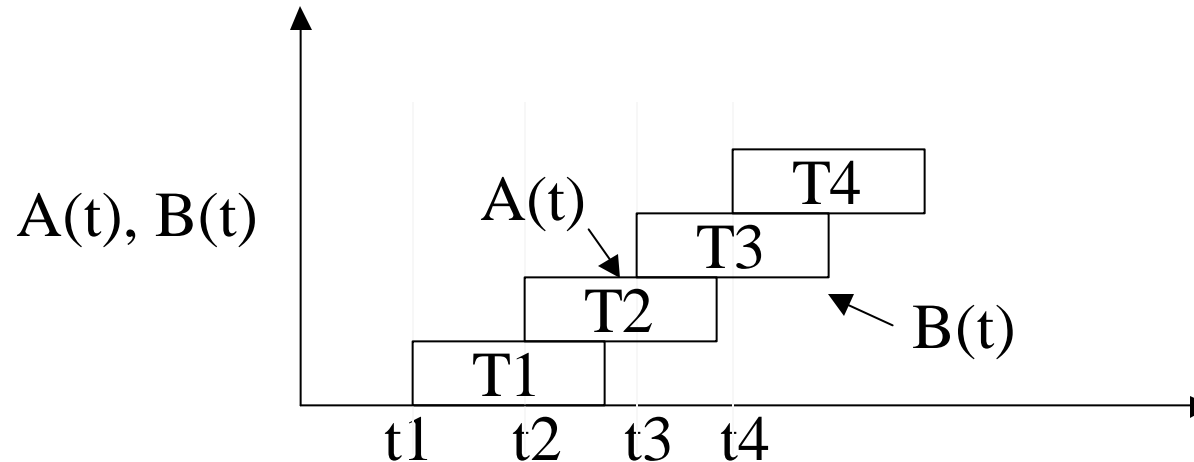 T4
A(t)
A(t), B(t)
T3
T2
B(t)
T1
t1 t2 t3 t4